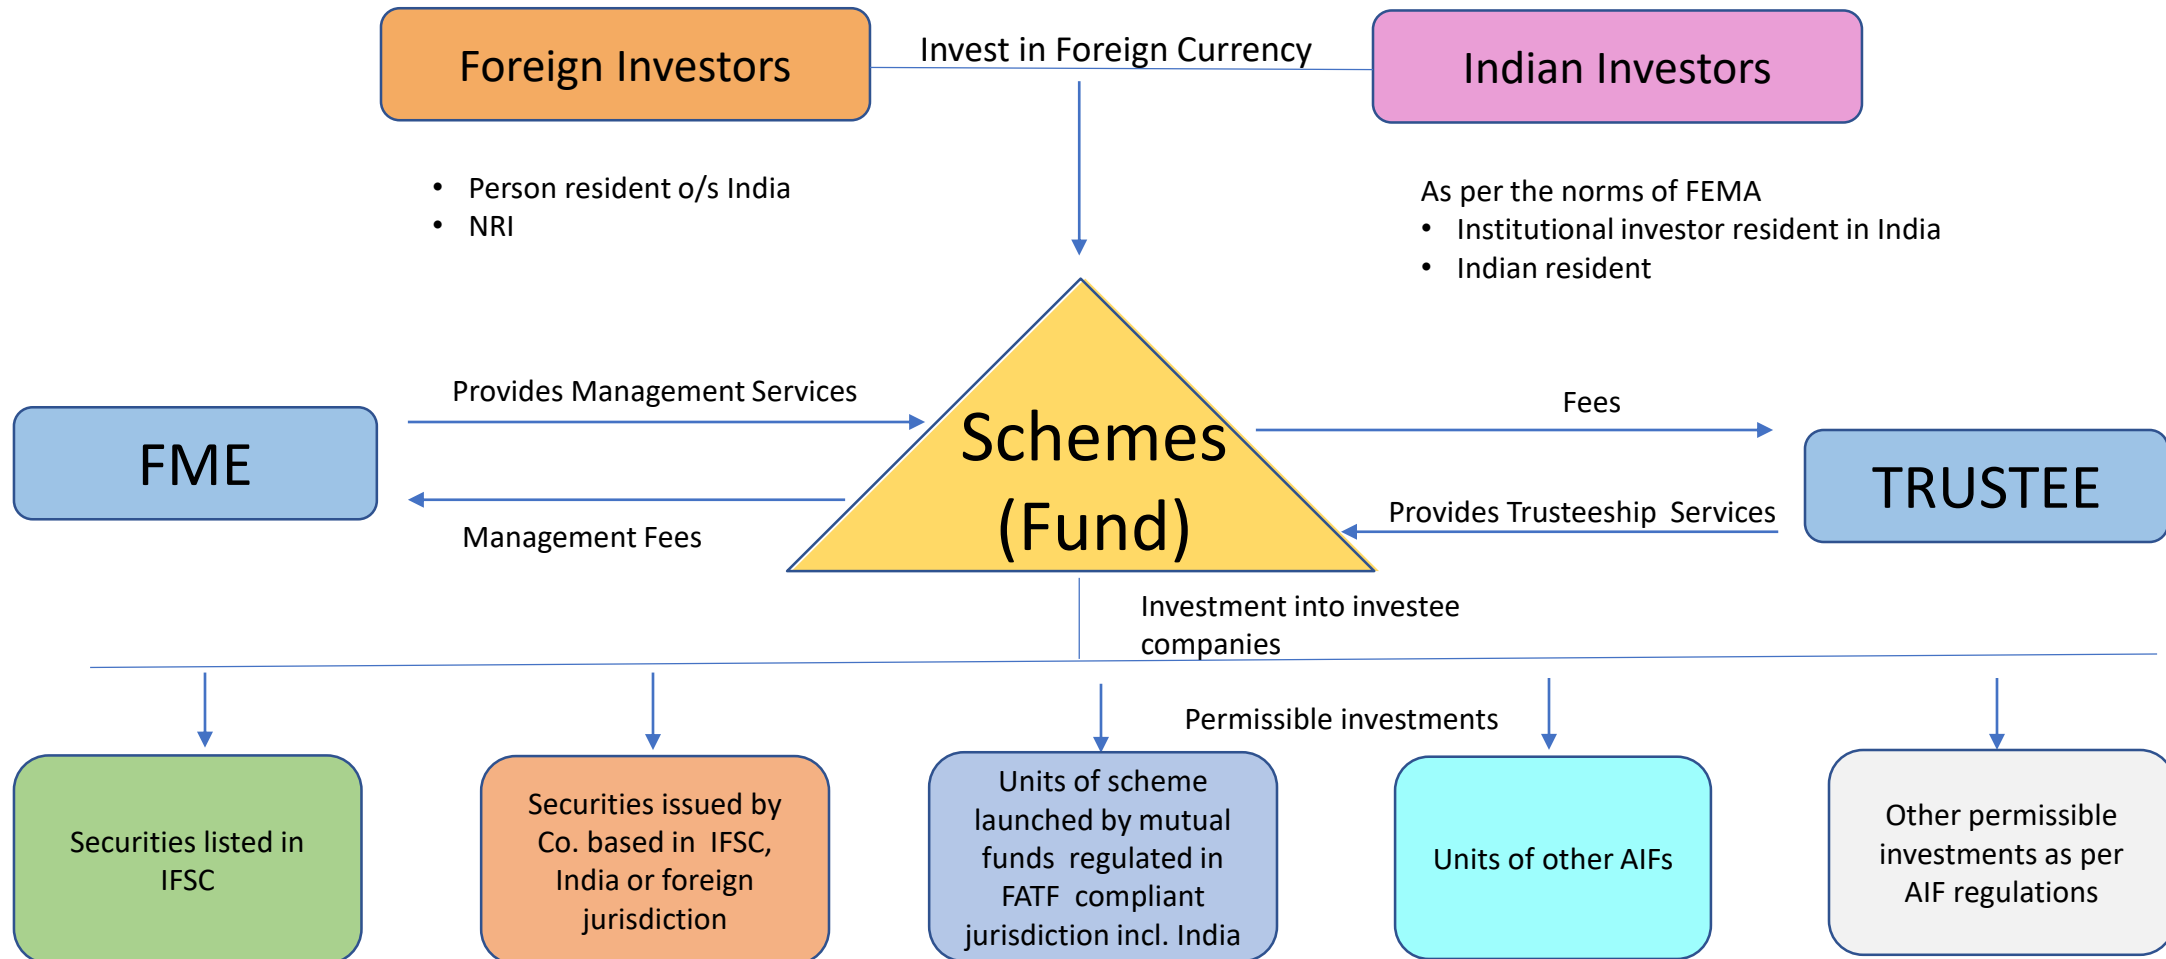 Foreign Investors
Invest in Foreign Currency
Indian Investors
• Person resident o/s India
• NRI
As per the norms of FEMA
• Institutional investor resident in India
• Indian resident
Provides Management Services
Fees
FME
Schemes
(Fund)
TRUSTEE
Management Fees
Provides Trusteeship Services
Investment into investee
companies
Permissible investments
Securities listed in
IFSC
Securities issued by
Co. based in IFSC,
India or foreign
jurisdiction
Units of scheme
launched by mutual
funds regulated in
FATF compliant
jurisdiction incl. India
Units of other AIFs
Other permissible
investments as per
AIF regulations